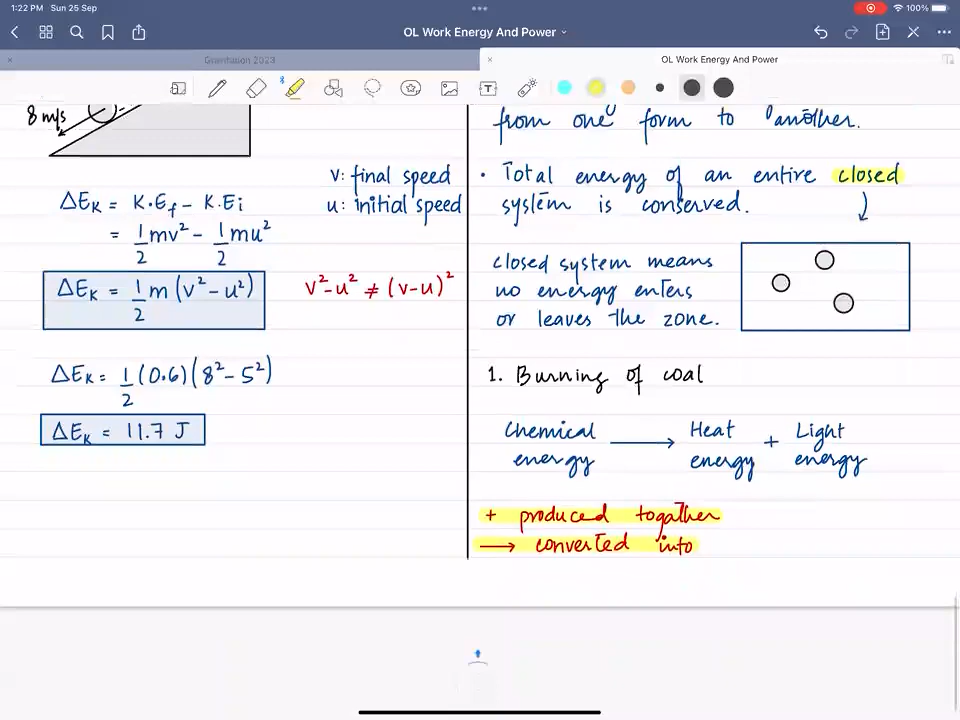 1:22 PM Sun 25 Sep
100%
OL Work Energy And Power
Gravitation 2023
OL Work Energy And Power
8 m/s
v: final speed
u: initial speed
ΔEk = K.Ef - K.Ei
= 1/2 mv² - 1/2 mu²
ΔEk = 1/2 m (v² - u²)
v² - u² ≠ (v - u)²
ΔEk = 1/2 (0.6) (8² - 5²)
ΔEk = 11.7 J
from one form to another.
• Total energy of an entire closed
system is conserved.
closed system means
no energy enters
or leaves the zone.
1. Burning of coal
Chemical energy → Heat energy + Light energy
+ produced togather
→ converted into